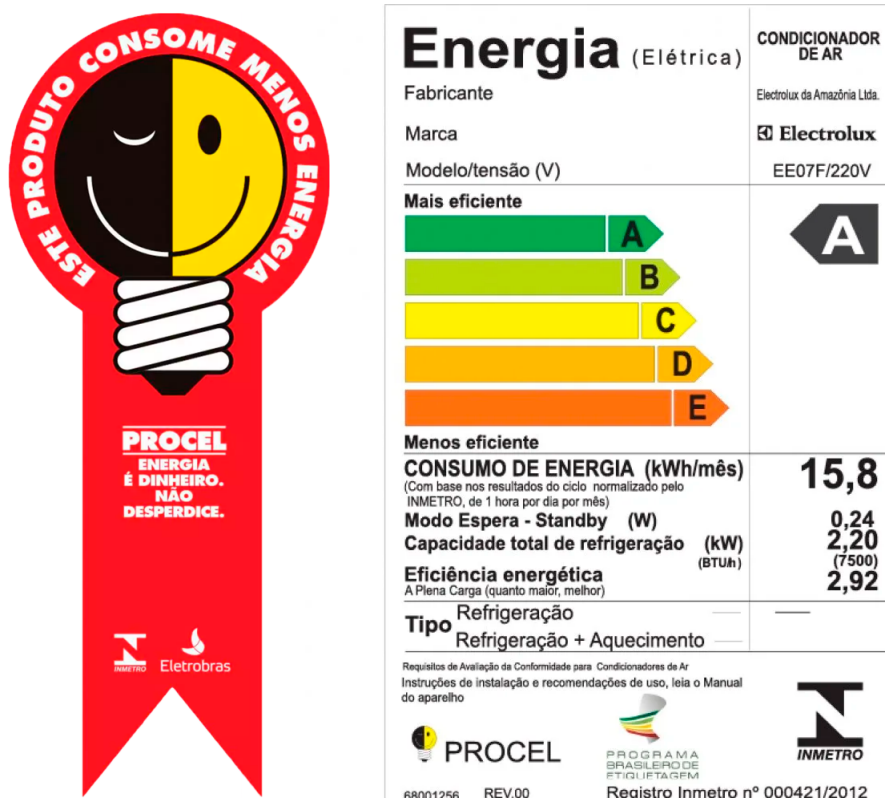 ESTE PRODUTO CONSOME MENOS ENERGIA
PROCEL
ENERGIA
É DINHEIRO.
NÃO
DESPERDICE.
INMETRO
Eletrobras
Energia (Elétrica)
CONDICIONADOR
DE AR
Fabricante
Electrolux da Amazônia Ltda.
Marca
Electrolux
Modelo/tensão (V)
EE07F/220V
Mais eficiente
A
A
B
C
D
E
Menos eficiente
CONSUMO DE ENERGIA (kWh/mês)
15,8
(Com base nos resultados do ciclo normalizado pelo
INMETRO, de 1 hora por dia por mês)
Modo Espera - Standby (W)
0,24
Capacidade total de refrigeração (kW)
2,20
(BTU/h)
(7500)
Eficiência energética
2,92
A Plena Carga (quanto maior, melhor)
Tipo
Refrigeração
Refrigeração + Aquecimento
Requisitos de Avaliação da Conformidade para Condicionadores de Ar
Instruções de instalação e recomendações de uso, leia o Manual
do aparelho
PROCEL
PROGRAMA
BRASILEIRO DE
ETIQUETAGEM
INMETRO
68001256 REV.00
Registro Inmetro nº 000421/2012